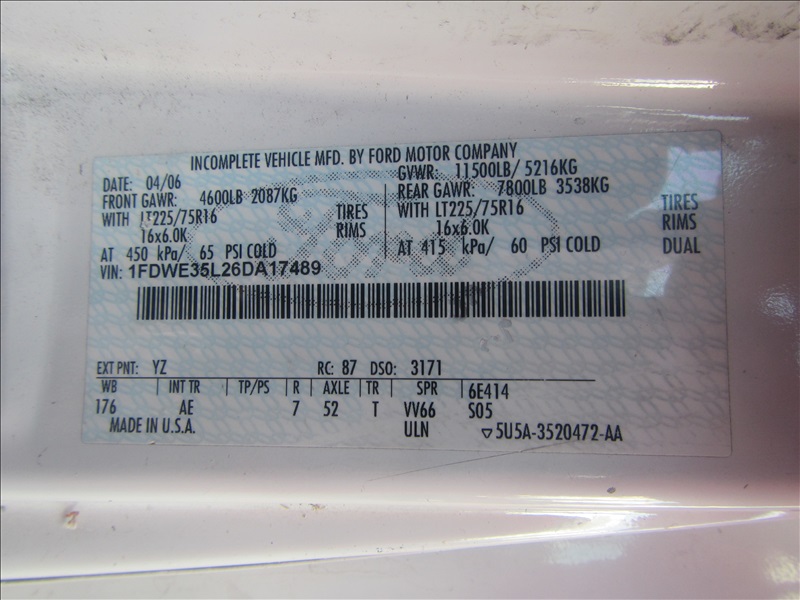 INCOMPLETE VEHICLE MFD. BY FORD MOTOR COMPANY
DATE: 04/06 GVWR: 11500LB/ 5216KG
FRONT GAWR: 4600LB 2087KG REAR GAWR: 7800LB 3538KG
WITH LT225/75R16 TIRES WITH LT225/75R16 TIRES
16x6.0K RIMS 16x6.0K RIMS
AT 450 kPa/ 65 PSI COLD AT 415 kPa/ 60 PSI COLD DUAL
VIN: 1FDWE35L26DA17489
EXT PNT: YZ RC: 87 DSO: 3171
WB INT TR TP/PS R AXLE TR SPR 6E414
176 AE 7 52 T VV66 S05
MADE IN U.S.A. ULN ▽5U5A-3520472-AA